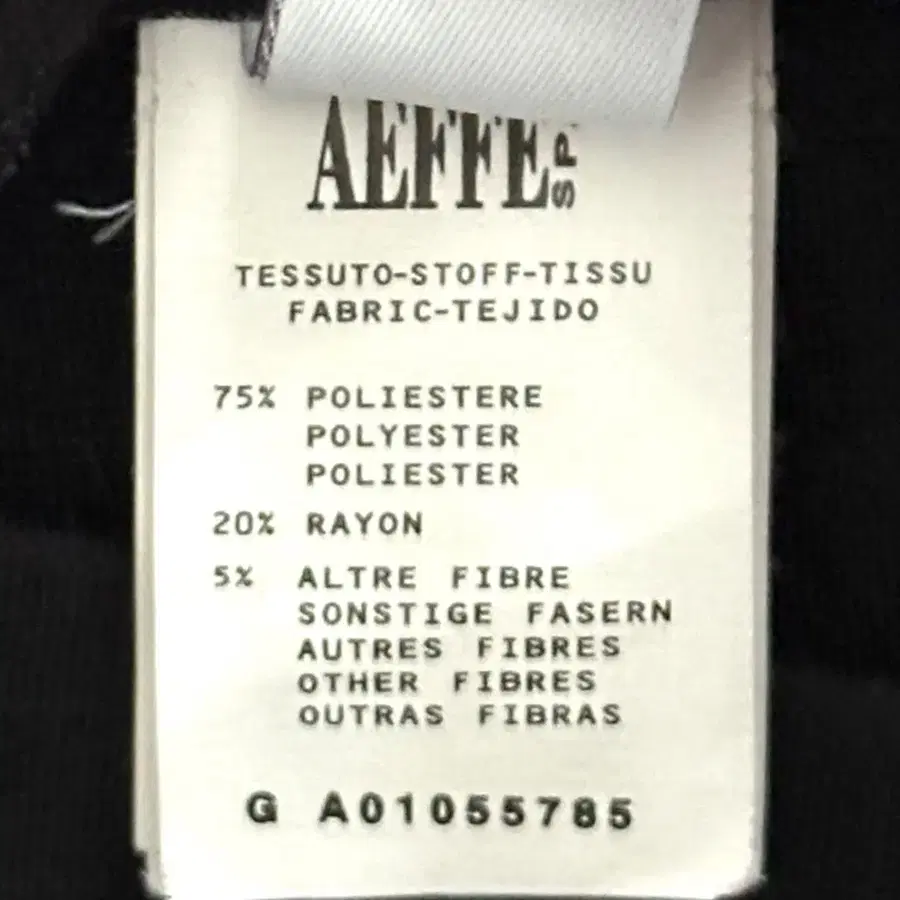 AEFFE SPA
TESSUTO-STOFF-TISSU
FABRIC-TEJIDO
75% POLIESTERE
POLYESTER
POLIESTER
20% RAYON
5% ALTRE FIBRE
SONSTIGE FASERN
AUTRES FIBRES
OTHER FIBRES
OUTRAS FIBRAS
G A01055785